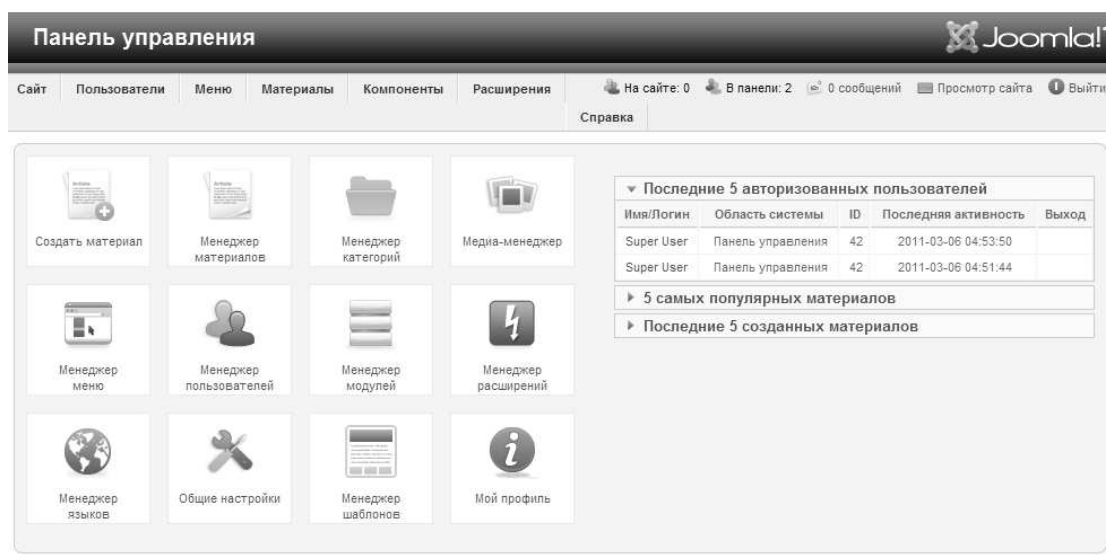 Панель управления
Joomla!
Сайт Пользователи Меню Материалы Компоненты Расширения На сайте: 0 В панели: 2 0 сообщений Просмотр сайта Выйти
Справка
Создать материал
Менеджер
материалов
Менеджер
категорий
Медиа-менеджер
Менеджер
меню
Менеджер
пользователей
Менеджер
модулей
Менеджер
расширений
Менеджер
языков
Общие настройки
Менеджер
шаблонов
Мой профиль
Последние 5 авторизованных пользователей
Имя/Логин Область системы ID Последняя активность Выход
Super User Панель управления 42 2011-03-06 04:53:50
Super User Панель управления 42 2011-03-06 04:51:44
5 самых популярных материалов
Последние 5 созданных материалов